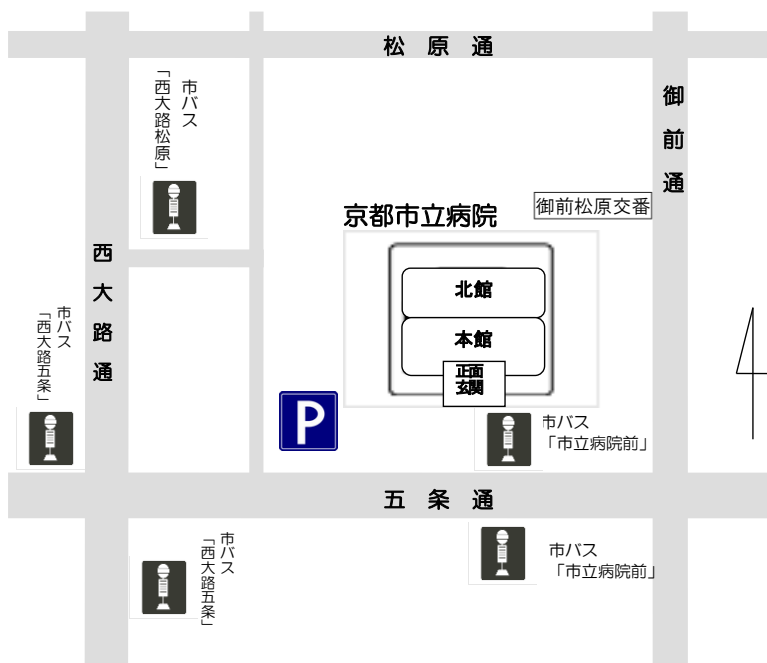 松原通
市バス
「西大路松原」
御前通
京都市立病院
御前松原交番
西大路通
北館
本館
正面
玄関
市バス
「西大路五条」
P
市バス
「市立病院前」
五条通
市バス
「西大路五条」
市バス
「市立病院前」